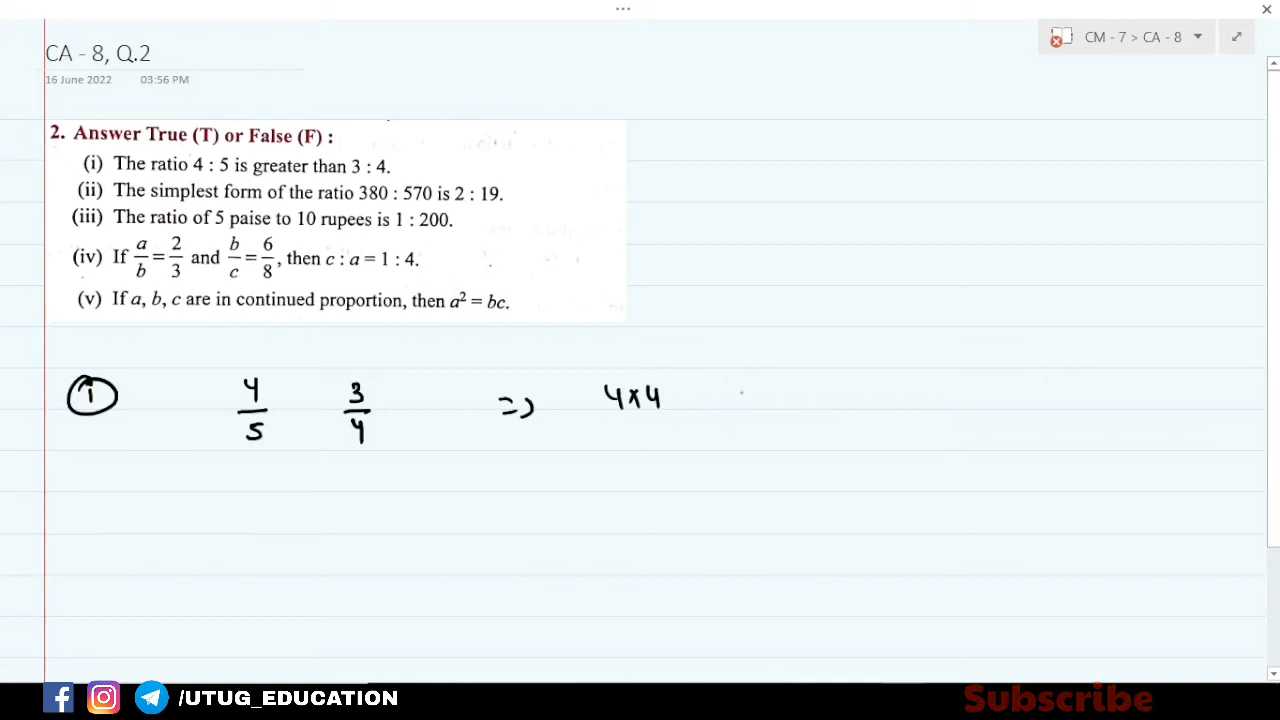 ...
CM - 7 > CA - 8
CA - 8, Q.2
16 June 2022 03:56 PM
2. Answer True (T) or False (F) :
(i) The ratio 4 : 5 is greater than 3 : 4.
(ii) The simplest form of the ratio 380 : 570 is 2 : 19.
(iii) The ratio of 5 paise to 10 rupees is 1 : 200.
(iv) If a/b = 2/3 and b/c = 6/8, then c : a = 1 : 4.
(v) If a, b, c are in continued proportion, then a² = bc.
i 4/5 3/4 => 4×4
/UTUG_EDUCATION
Subscribe